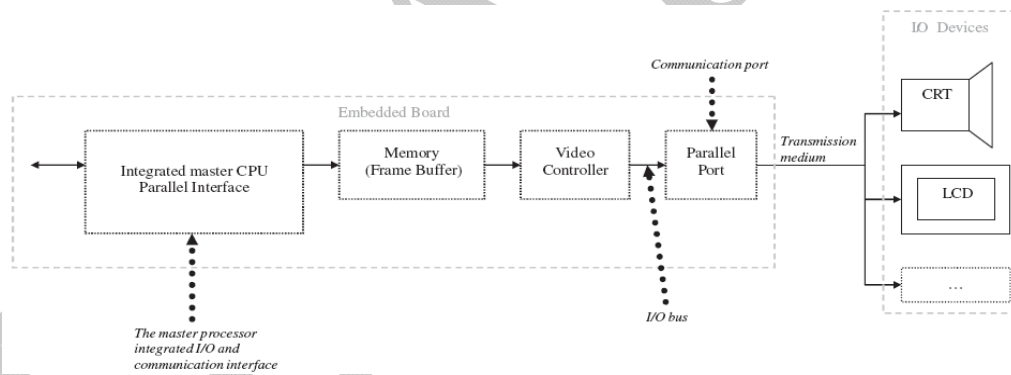 I/O Devices
Communication port
CRT
Embedded Board
Transmission
medium
Integrated master CPU
Parallel Interface
Memory
(Frame Buffer)
Video
Controller
Parallel
Port
LCD
...
I/O bus
The master processor
integrated I/O and
communication interface